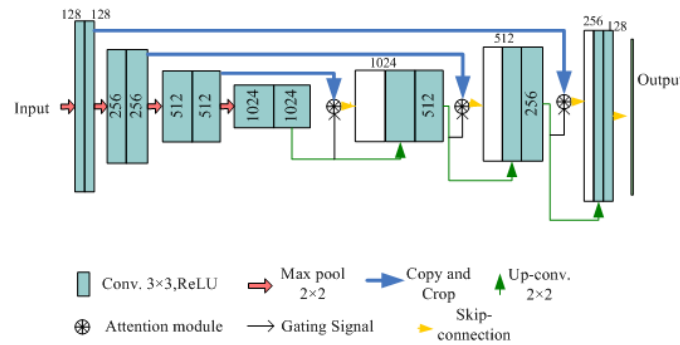 128 128
256 128
512
1024
Input
256
256
512
512
1024
1024
512
256
Output
Conv. 3×3,ReLU
Max pool
2×2
Copy and
Crop
Up-conv.
2×2
Attention module
Gating Signal
Skip-
connection